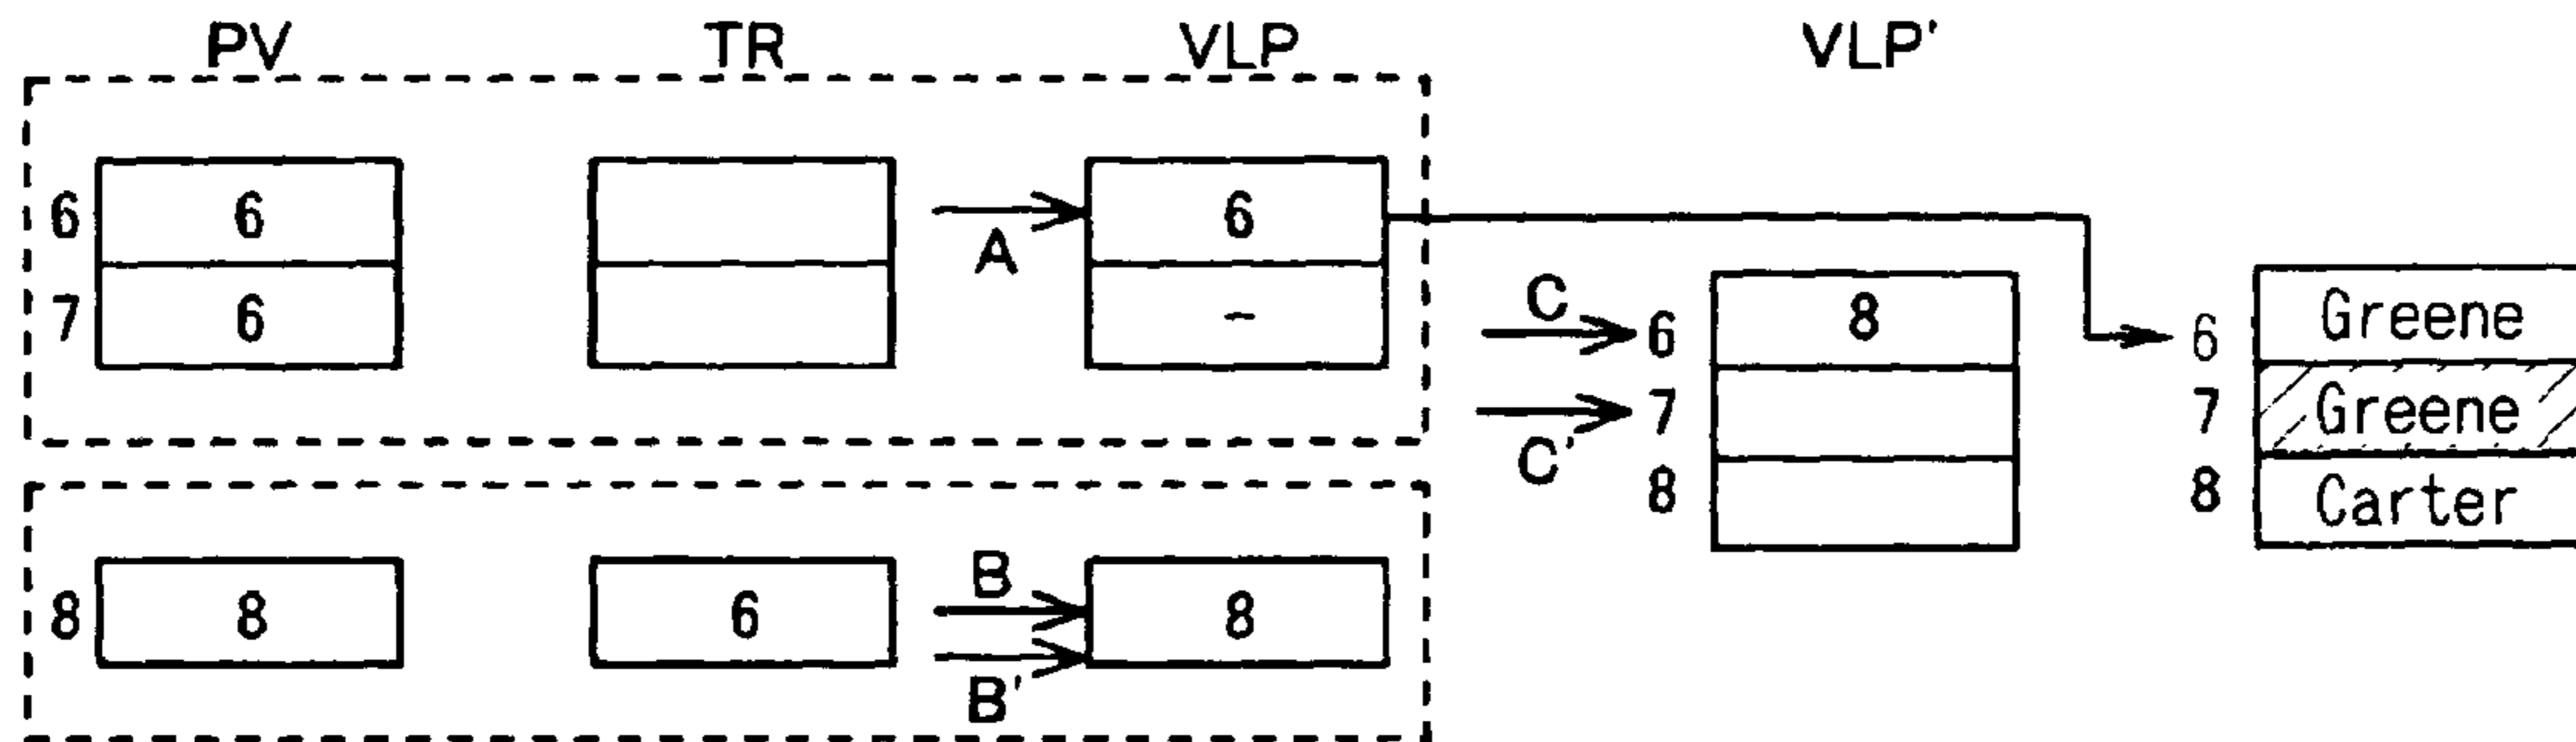 PV TR VLP VLP'
6 6 A 6
7 6 -
C 6 8 6 Greene
C' 7 7 Greene
8 8 Carter
8 8 6 B 8
B'